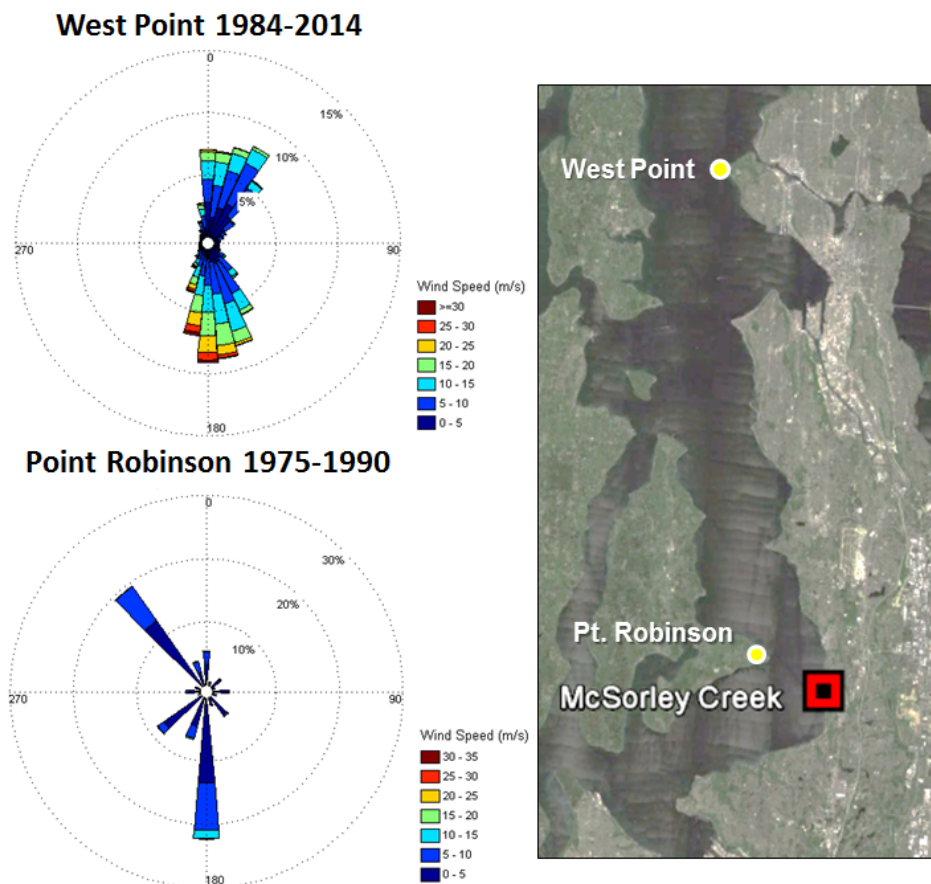 West Point 1984-2014
0
15%
10%
5%
270
90
180
Wind Speed (m/s)
>=30
25 - 30
20 - 25
15 - 20
10 - 15
5 - 10
0 - 5
Point Robinson 1975-1990
0
30%
20%
10%
270
90
180
Wind Speed (m/s)
30 - 35
25 - 30
20 - 25
15 - 20
10 - 15
5 - 10
0 - 5
West Point
Pt. Robinson
McSorley Creek